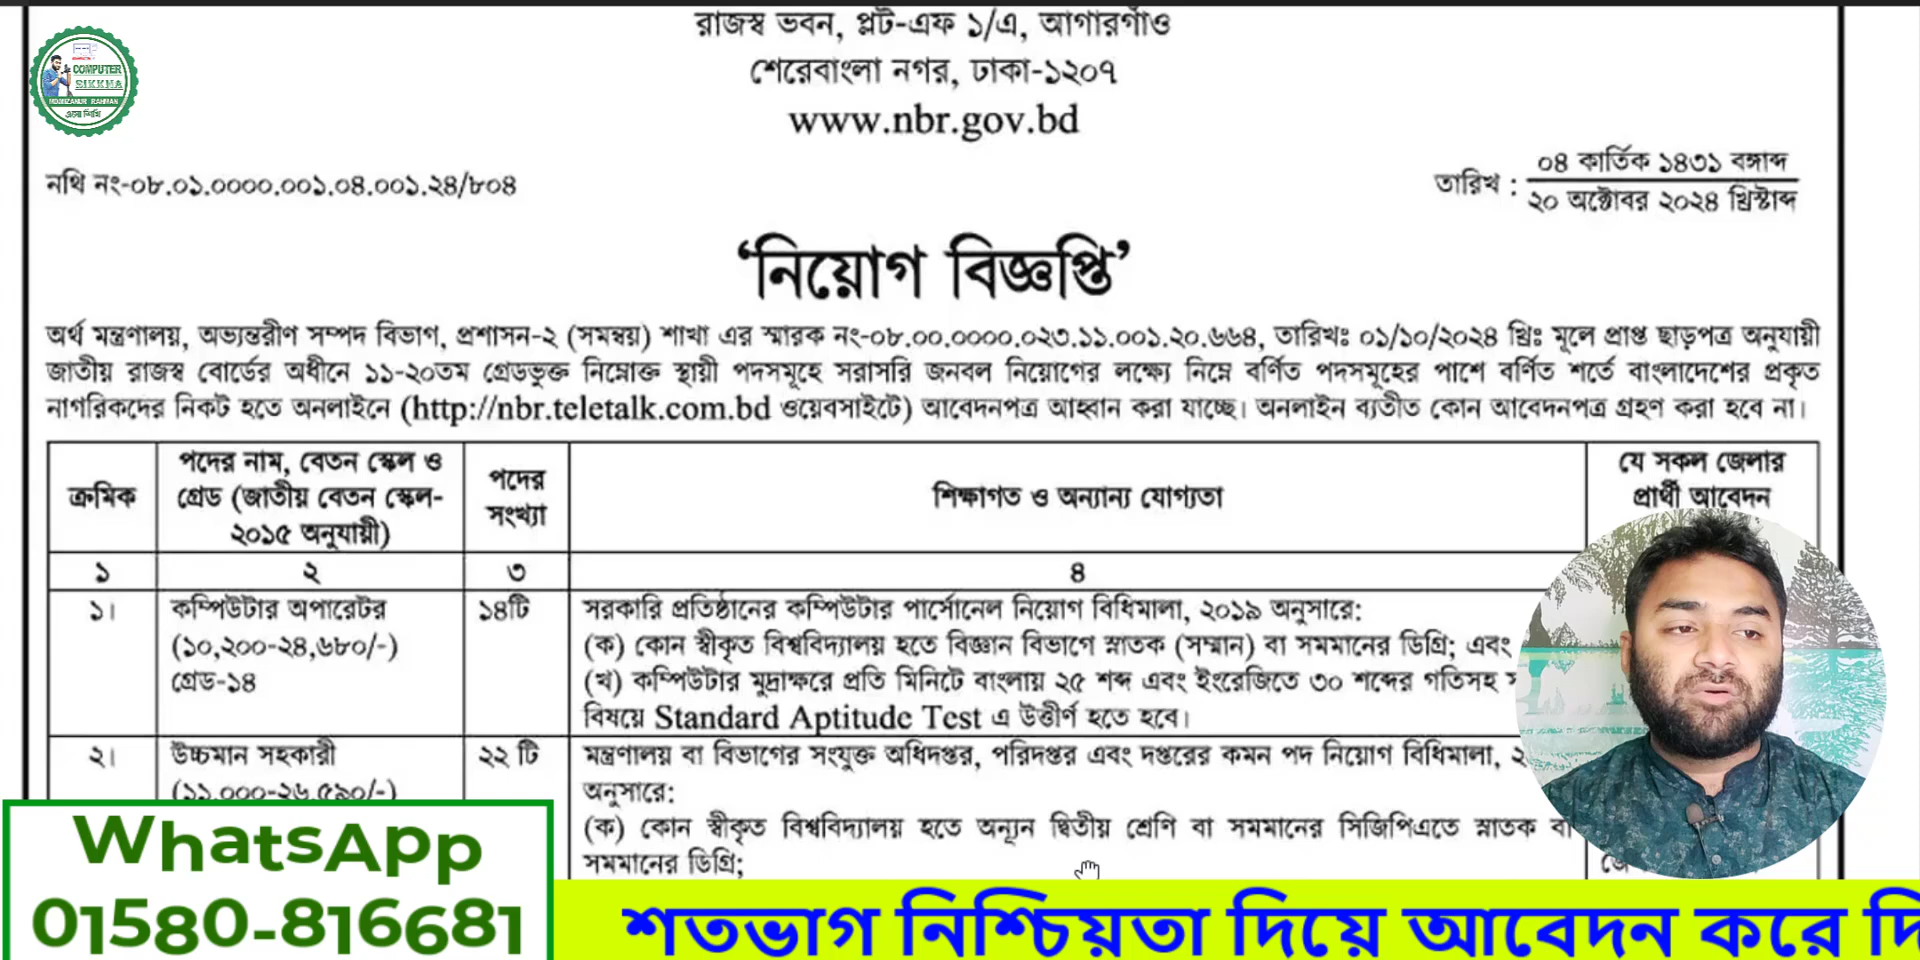 রাজস্ব ভবন, প্লট-এফ ১/এ, আগারগাঁও
শেরেবাংলা নগর, ঢাকা-১২০৭
www.nbr.gov.bd
COMPUTER
SIKKHA
MD.MIZANUR RAHMAN
এসো শিখি
নথি নং-০৮.০১.০০০০.০০১.০৪.০০১.২৪/৮০৪
তারিখ :
০৪ কার্তিক ১৪৩১ বঙ্গাব্দ
২০ অক্টোবর ২০২৪ খ্রিস্টাব্দ
‘নিয়োগ বিজ্ঞপ্তি’
অর্থ মন্ত্রণালয়, অভ্যন্তরীণ সম্পদ বিভাগ, প্রশাসন-২ (সমন্বয়) শাখা এর স্মারক নং-০৮.০০.০০০০.০২৩.১১.০০১.২০.৬৬৪, তারিখঃ ০১/১০/২০২৪ খ্রিঃ মূলে প্রাপ্ত ছাড়পত্র অনুযায়ী
জাতীয় রাজস্ব বোর্ডের অধীনে ১১-২০তম গ্রেডভুক্ত নিম্নোক্ত স্থায়ী পদসমূহে সরাসরি জনবল নিয়োগের লক্ষ্যে নিম্নে বর্ণিত পদসমূহের পাশে বর্ণিত শর্তে বাংলাদেশের প্রকৃত
নাগরিকদের নিকট হতে অনলাইনে (http://nbr.teletalk.com.bd ওয়েবসাইটে) আবেদনপত্র আহ্বান করা যাচ্ছে। অনলাইন ব্যতীত কোন আবেদনপত্র গ্রহণ করা হবে না।
ক্রমিক
পদের নাম, বেতন স্কেল ও
গ্রেড (জাতীয় বেতন স্কেল-
২০১৫ অনুযায়ী)
পদের
সংখ্যা
শিক্ষাগত ও অন্যান্য যোগ্যতা
যে সকল জেলার
প্রার্থী আবেদন
১
২
৩
৪
১।
কম্পিউটার অপারেটর
(১০,২০০-২৪,৬৮০/-)
গ্রেড-১৪
১৪টি
সরকারি প্রতিষ্ঠানের কম্পিউটার পার্সোনেল নিয়োগ বিধিমালা, ২০১৯ অনুসারে:
(ক) কোন স্বীকৃত বিশ্ববিদ্যালয় হতে বিজ্ঞান বিভাগে স্নাতক (সম্মান) বা সমমানের ডিগ্রি; এবং
(খ) কম্পিউটার মুদ্রাক্ষরে প্রতি মিনিটে বাংলায় ২৫ শব্দ এবং ইংরেজিতে ৩০ শব্দের গতিসহ
বিষয়ে Standard Aptitude Test এ উত্তীর্ণ হতে হবে।
২।
উচ্চমান সহকারী
(১১,০০০-২৬,৫৯০/-)
২২ টি
মন্ত্রণালয় বা বিভাগের সংযুক্ত অধিদপ্তর, পরিদপ্তর এবং দপ্তরের কমন পদ নিয়োগ বিধিমালা,
অনুসারে:
(ক) কোন স্বীকৃত বিশ্ববিদ্যালয় হতে অন্যূন দ্বিতীয় শ্রেণি বা সমমানের সিজিপিএতে স্নাতক বা
সমমানের ডিগ্রি;
WhatsApp
01580-816681
শতভাগ নিশ্চিয়তা দিয়ে আবেদন করে